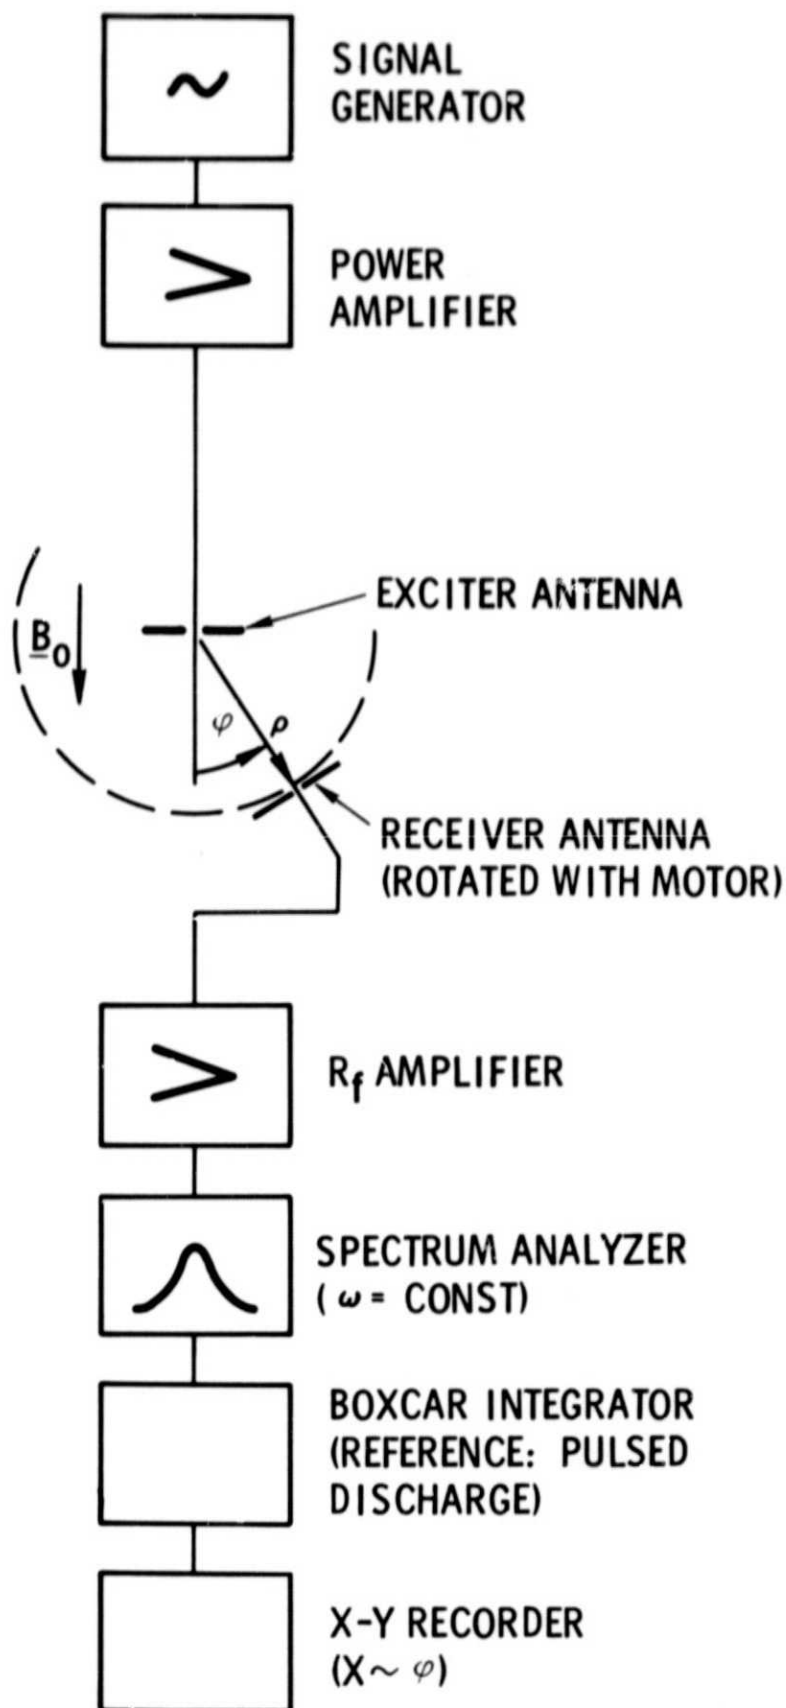 ~
SIGNAL
GENERATOR
>
POWER
AMPLIFIER
EXCITER ANTENNA
B̲₀
φ ρ
RECEIVER ANTENNA
(ROTATED WITH MOTOR)
>
Rf AMPLIFIER
SPECTRUM ANALYZER
( ω = CONST)
BOXCAR INTEGRATOR
(REFERENCE: PULSED
DISCHARGE)
X-Y RECORDER
(X ~ φ)